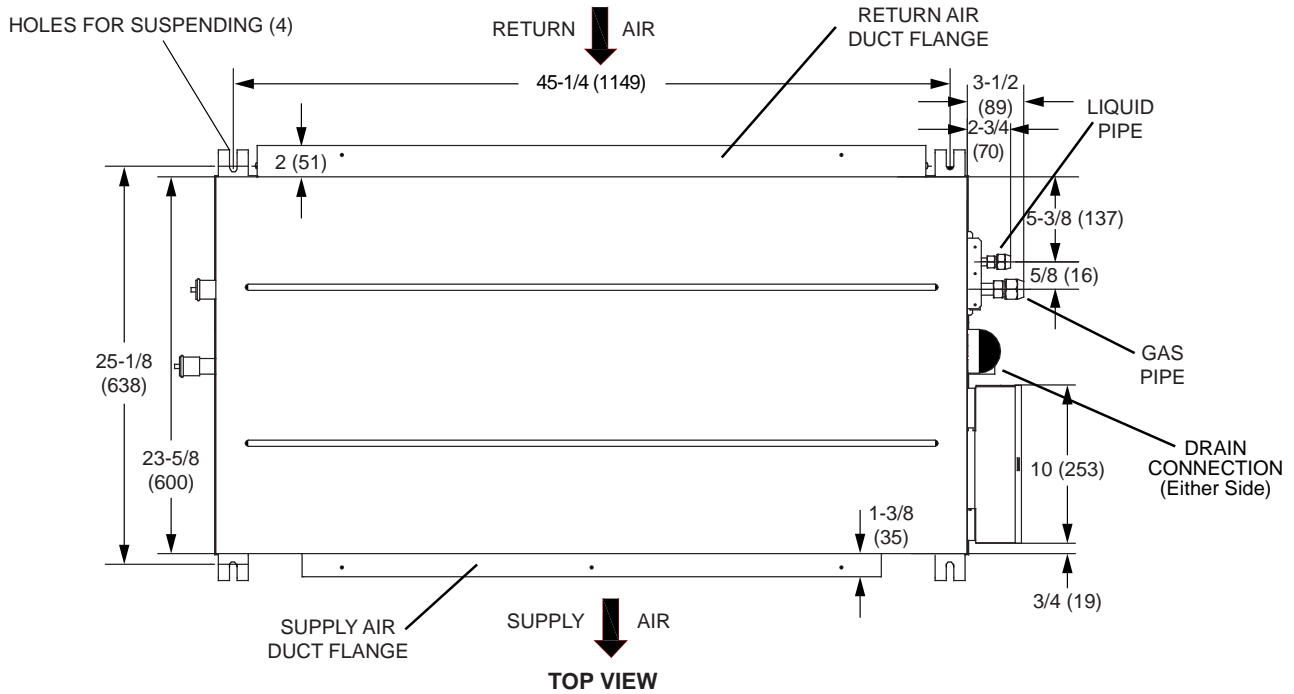 HOLES FOR SUSPENDING (4)
RETURN AIR
RETURN AIR
DUCT FLANGE
45-1/4 (1149)
3-1/2
(89)
LIQUID
PIPE
2-3/4
(70)
2 (51)
5-3/8 (137)
5/8 (16)
GAS
PIPE
25-1/8
(638)
23-5/8
(600)
DRAIN
CONNECTION
(Either Side)
10 (253)
1-3/8
(35)
3/4 (19)
SUPPLY AIR
DUCT FLANGE
SUPPLY AIR
TOP VIEW